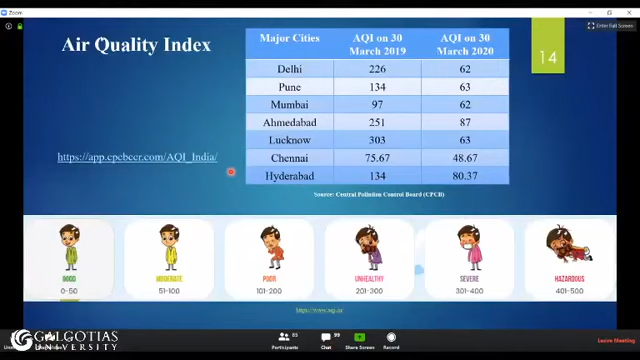 Zoom
Enter Full Screen
Air Quality Index
14
Major Cities AQI on 30 March 2019 AQI on 30 March 2020
Delhi 226 62
Pune 134 63
Mumbai 97 62
Ahmedabad 251 87
Lucknow 303 63
Chennai 75.67 48.67
Hyderabad 134 80.37
https://app.cpcbccr.com/AQI_India/
Source: Central Pollution Control Board (CPCB)
GOOD MODERATE POOR UNHEALTHY SEVERE HAZARDOUS
0-50 51-100 101-200 201-300 301-400 401-500
GALGOTIAS
UNIVERSITY
Participants Chat Share Screen Record
Leave Meeting